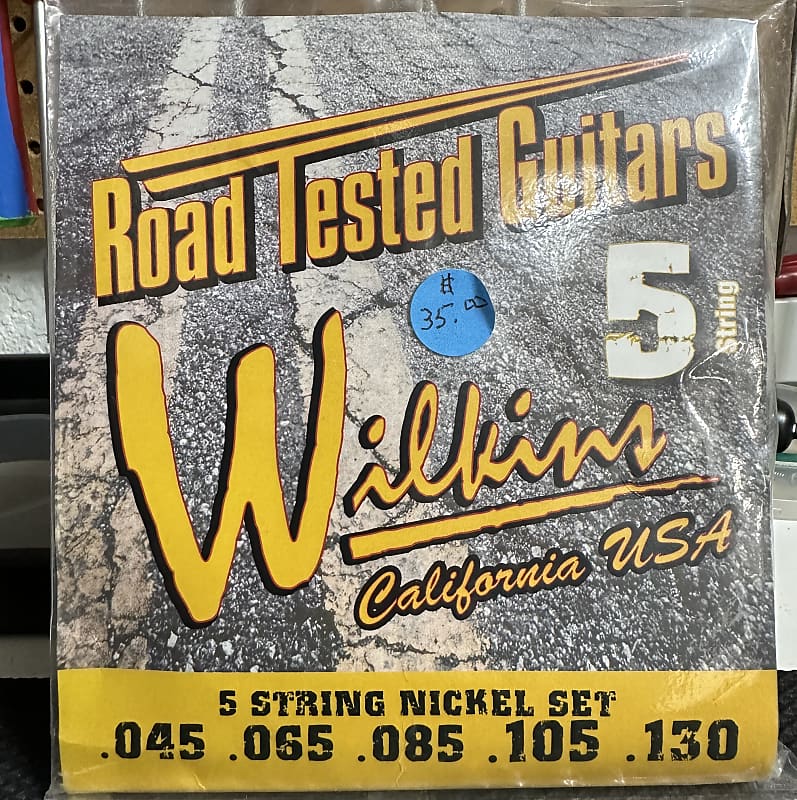 Road Tested Guitars
5
String
$
35.00
Wilkins
California USA
5 STRING NICKEL SET
.045 .065 .085 .105 .130